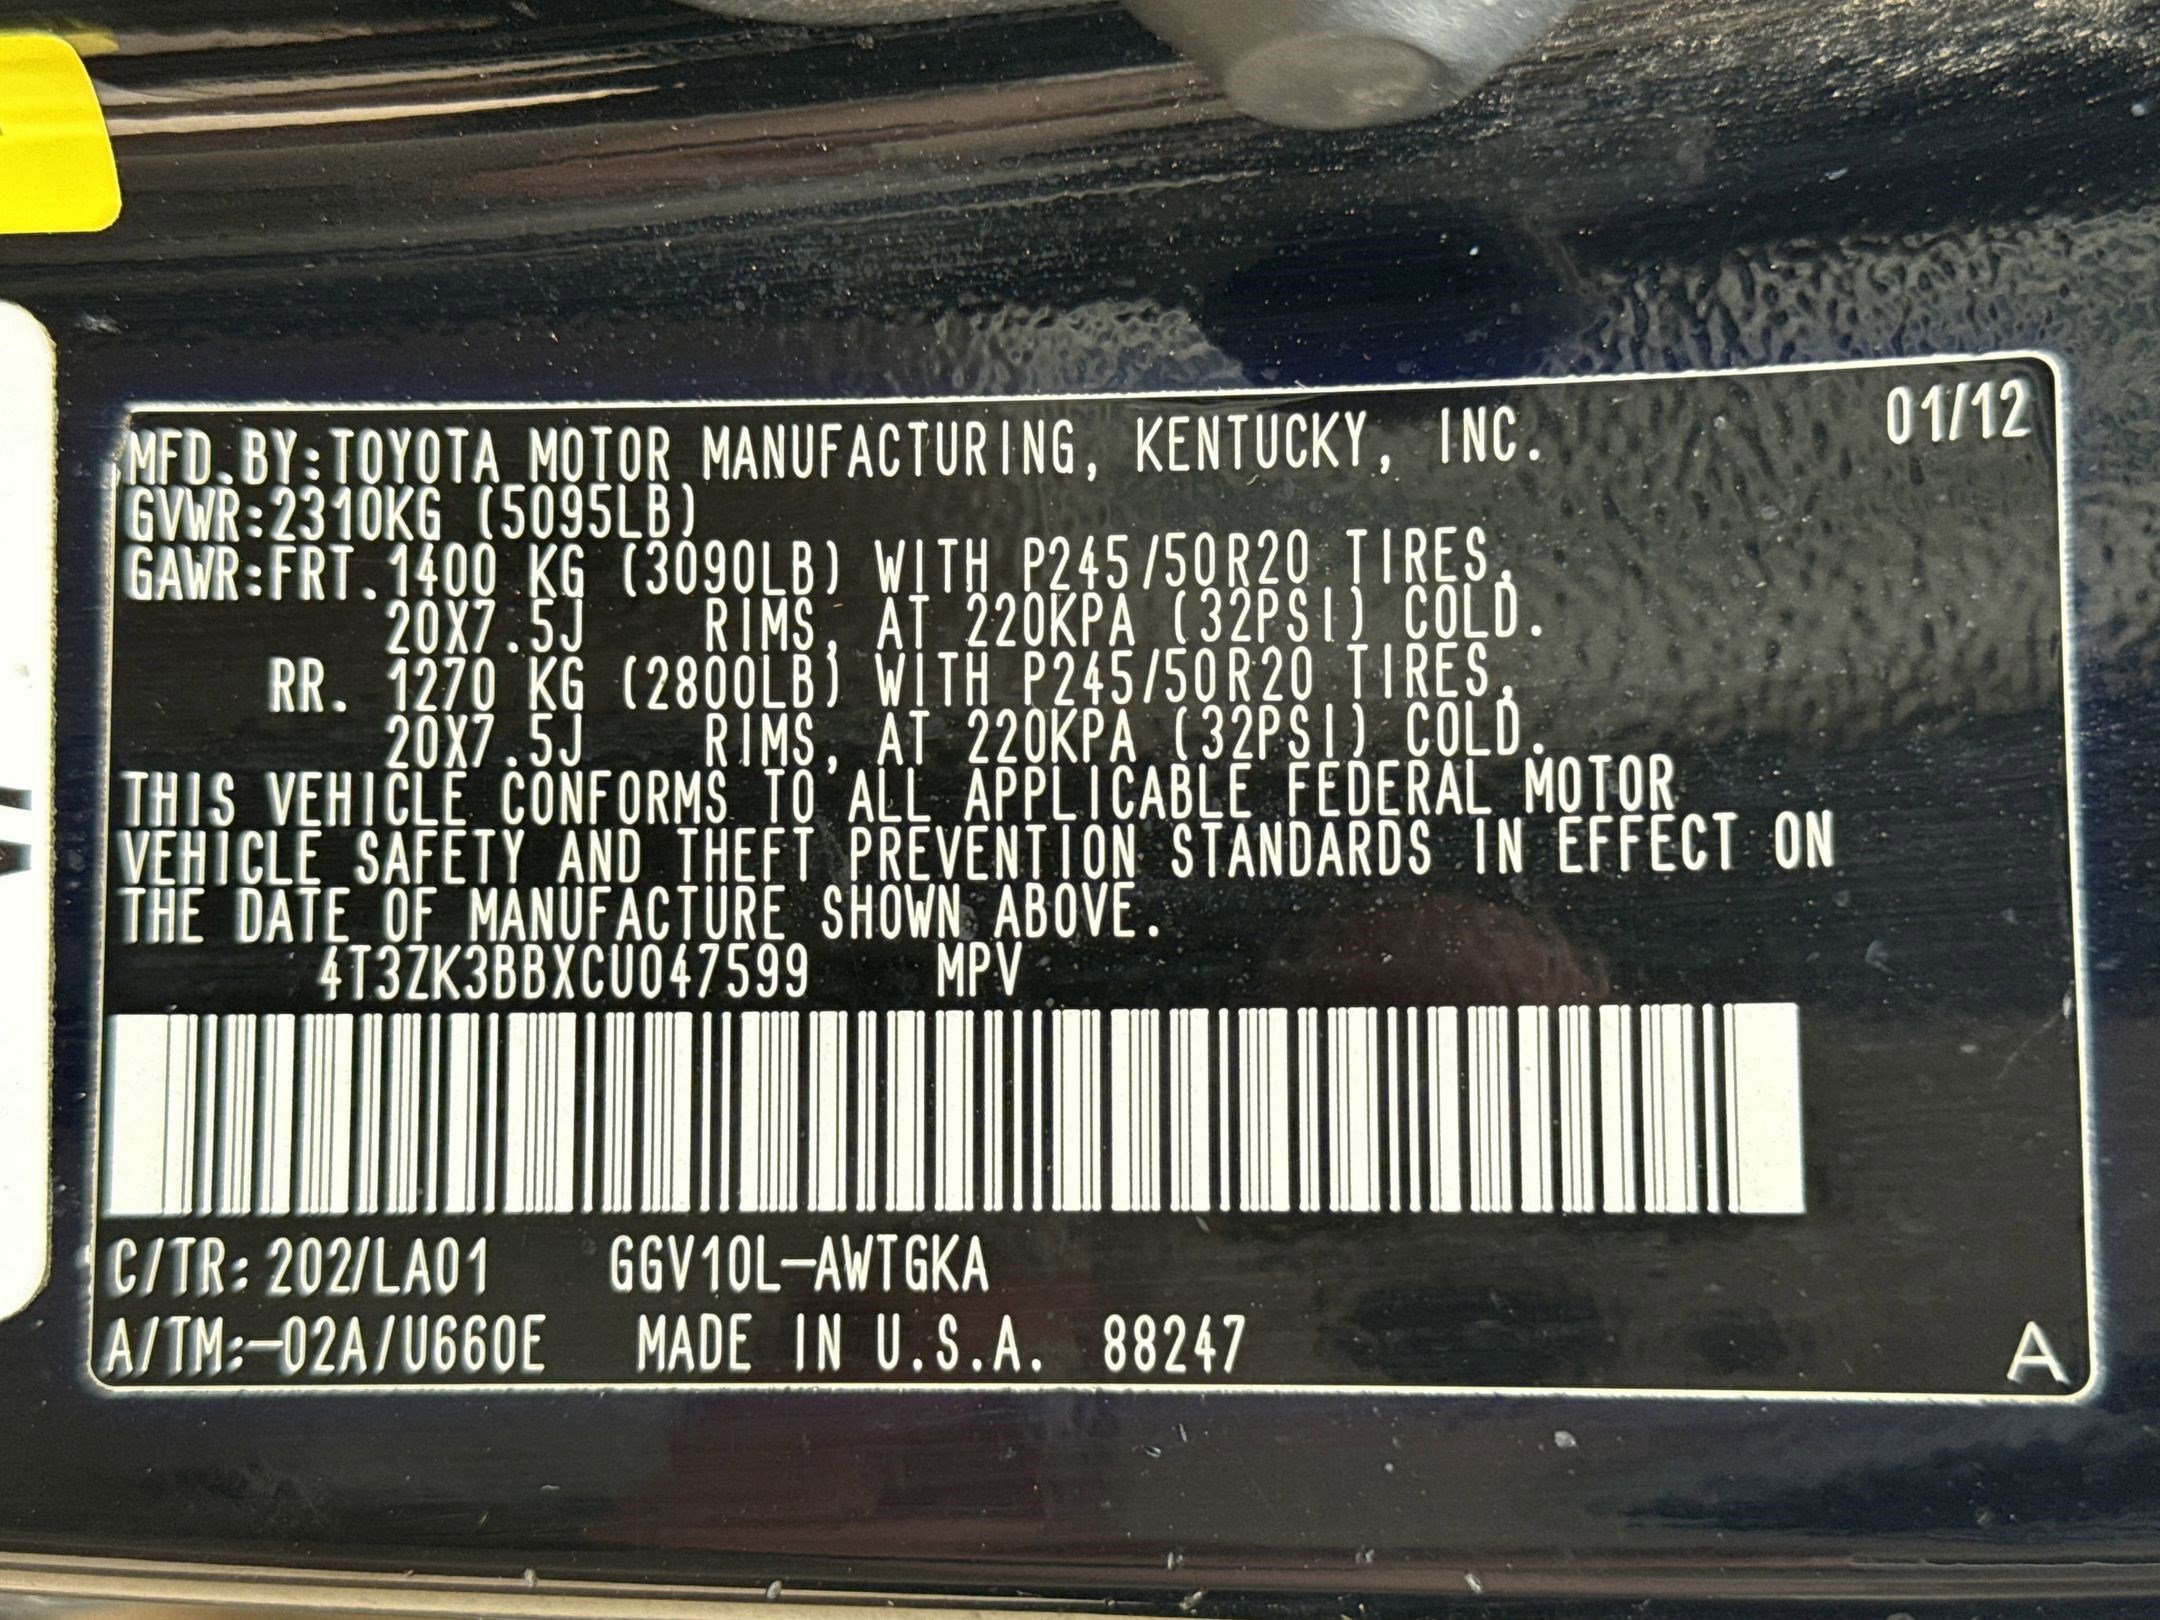 01/12
MFD.BY:TOYOTA MOTOR MANUFACTURING, KENTUCKY, INC.
GVWR:2310KG (5095LB)
GAWR:FRT.1400 KG (3090LB) WITH P245/50R20 TIRES,
20X7.5J RIMS, AT 220KPA (32PSI) COLD.
RR. 1270 KG (2800LB) WITH P245/50R20 TIRES,
20X7.5J RIMS, AT 220KPA (32PSI) COLD.
THIS VEHICLE CONFORMS TO ALL APPLICABLE FEDERAL MOTOR
VEHICLE SAFETY AND THEFT PREVENTION STANDARDS IN EFFECT ON
THE DATE OF MANUFACTURE SHOWN ABOVE.
4T3ZK3BBXCU047599 MPV
C/TR: 202/LA01 GGV10L-AWTGKA
A/TM:-02A/U660E MADE IN U.S.A. 88247
A